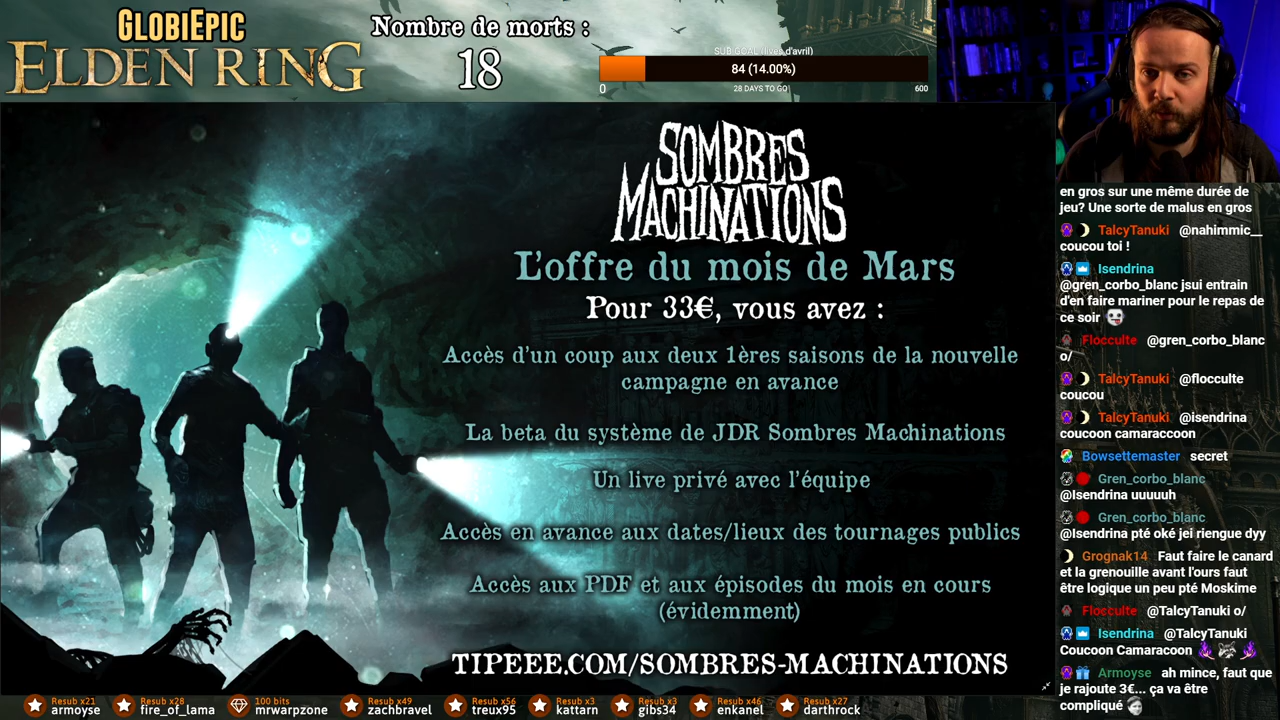 GLOBIEPIC
ELDEN RING
Nombre de morts :
18
SUB GOAL (lives d'avril)
84 (14.00%)
0
28 DAYS TO GO
600
SOMBRES
MACHINATIONS
L'offre du mois de Mars
Pour 33€, vous avez :
Accès d'un coup aux deux 1ères saisons de la nouvelle
campagne en avance
La beta du système de JDR Sombres Machinations
Un live privé avec l'équipe
Accès en avance aux dates/lieux des tournages publics
Accès aux PDF et aux épisodes du mois en cours
(évidemment)
TIPEEE.COM/SOMBRES-MACHINATIONS
en gros sur une même durée de
jeu? Une sorte de malus en gros
TalcyTanuki @nahimmic__
coucou toi !
Isendrina
@gren_corbo_blanc jsui entrain
d'en faire mariner pour le repas de
ce soir
Flocculte @gren_corbo_blanc
o/
TalcyTanuki @flocculte
coucou
TalcyTanuki @isendrina
coucoon camaraccoon
Bowsettemaster secret
Gren_corbo_blanc
@Isendrina uuuuuh
Gren_corbo_blanc
@Isendrina pté oké jei riengue dyy
Grognak14 Faut faire le canard
et la grenouille avant l'ours faut
être logique un peu pté Moskime
Flocculte @TalcyTanuki o/
Isendrina @TalcyTanuki
Coucoon Camaracoon
Armoyse ah mince, faut que
je rajoute 3€... ça va être
compliqué
Resub x21
armoyse
Resub x28
fire_of_lama
100 bits
mrwarpzone
Resub x49
zachbravel
Resub x56
treux95
Resub x3
kattarn
Resub x3
gibs34
Resub x46
enkanel
Resub x27
darthrock